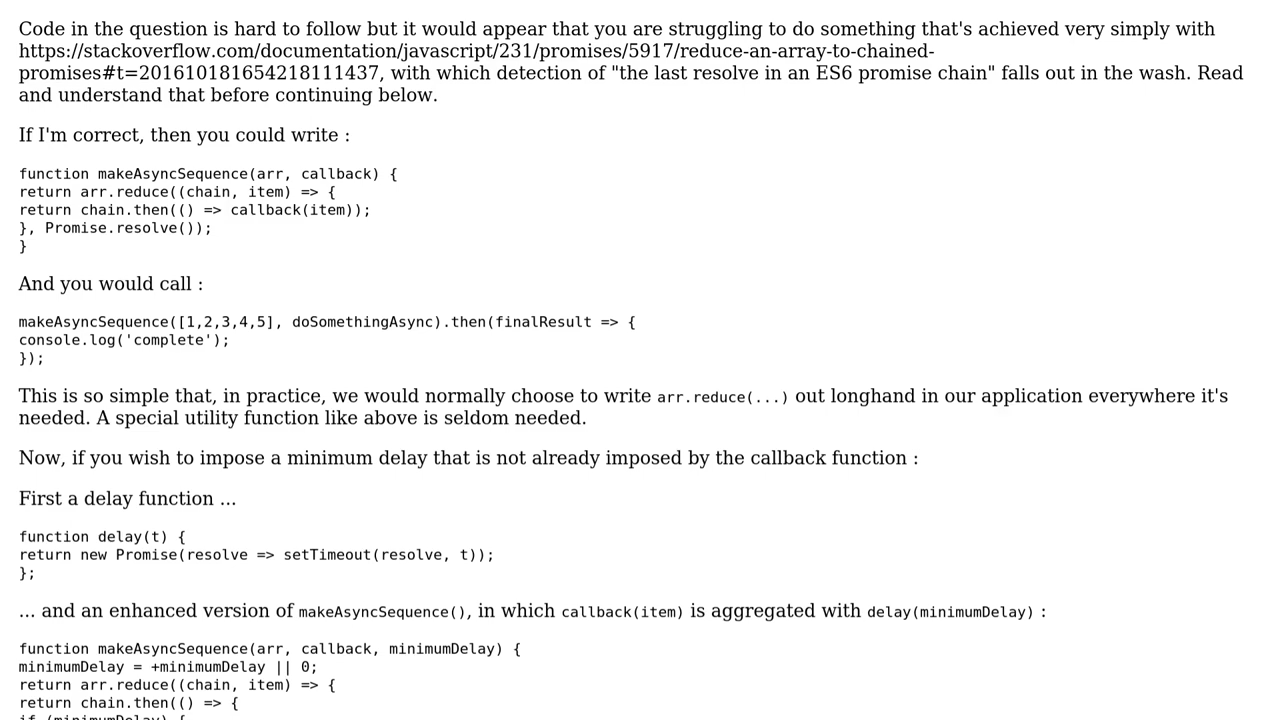 Code in the question is hard to follow but it would appear that you are struggling to do something that's achieved very simply with
https://stackoverflow.com/documentation/javascript/231/promises/5917/reduce-an-array-to-chained-
promises#t=201610181654218111437, with which detection of "the last resolve in an ES6 promise chain" falls out in the wash. Read
and understand that before continuing below.
If I'm correct, then you could write :
function makeAsyncSequence(arr, callback) {
return arr.reduce((chain, item) => {
return chain.then(() => callback(item));
}, Promise.resolve());
}
And you would call :
makeAsyncSequence([1,2,3,4,5], doSomethingAsync).then(finalResult => {
console.log('complete');
});
This is so simple that, in practice, we would normally choose to write arr.reduce(...) out longhand in our application everywhere it's
needed. A special utility function like above is seldom needed.
Now, if you wish to impose a minimum delay that is not already imposed by the callback function :
First a delay function ...
function delay(t) {
return new Promise(resolve => setTimeout(resolve, t));
};
... and an enhanced version of makeAsyncSequence(), in which callback(item) is aggregated with delay(minimumDelay) :
function makeAsyncSequence(arr, callback, minimumDelay) {
minimumDelay = +minimumDelay || 0;
return arr.reduce((chain, item) => {
return chain.then(() => {
if (minimumDelay) {